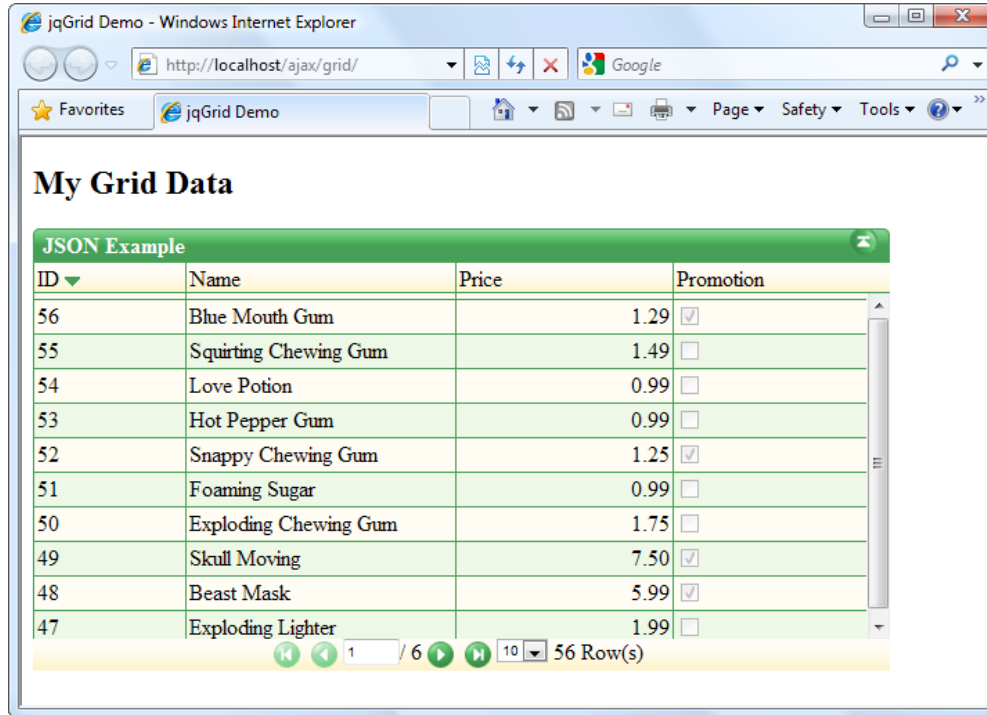 jqGrid Demo - Windows Internet Explorer
http://localhost/ajax/grid/ Google
Favorites jqGrid Demo Page Safety Tools
My Grid Data
JSON Example
ID Name Price Promotion
56 Blue Mouth Gum 1.29
55 Squirting Chewing Gum 1.49
54 Love Potion 0.99
53 Hot Pepper Gum 0.99
52 Snappy Chewing Gum 1.25
51 Foaming Sugar 0.99
50 Exploding Chewing Gum 1.75
49 Skull Moving 7.50
48 Beast Mask 5.99
47 Exploding Lighter 1.99
1 / 6 10 56 Row(s)